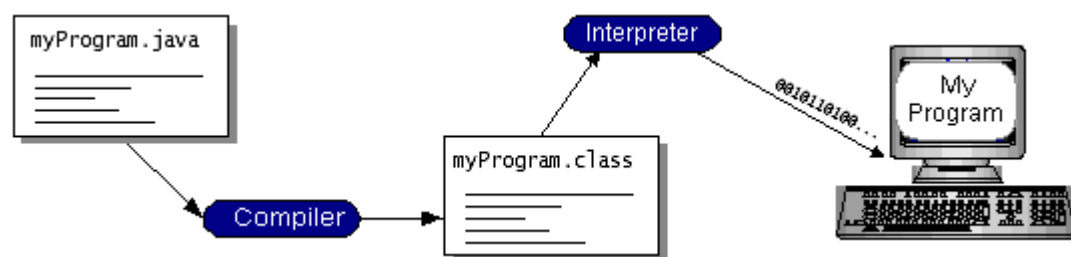 myProgram.java
Compiler
myProgram.class
Interpreter
0010110100...
My
Program